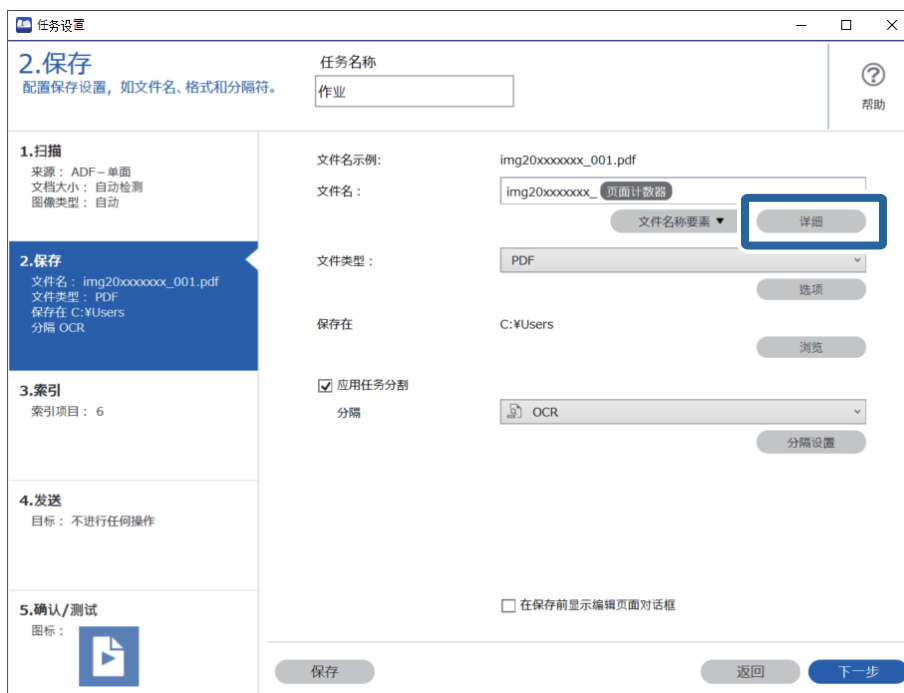 任务设置
2.保存
配置保存设置，如文件名、格式和分隔符。
任务名称
作业
帮助
1.扫描
来源： ADF－单面
文档大小： 自动检测
图像类型： 自动
2.保存
文件名： img20xxxxxxx_001.pdf
文件类型： PDF
保存在 C:¥Users
分隔 OCR
3.索引
索引项目： 6
4.发送
目标： 不进行任何操作
5.确认/测试
图标：
文件名示例: img20xxxxxxx_001.pdf
文件名： img20xxxxxxx_ 页面计数器
文件名称要素 ▼ 详细
文件类型： PDF
选项
保存在 C:¥Users
浏览
应用任务分割
分隔 OCR
分隔设置
在保存前显示编辑页面对话框
保存 返回 下一步